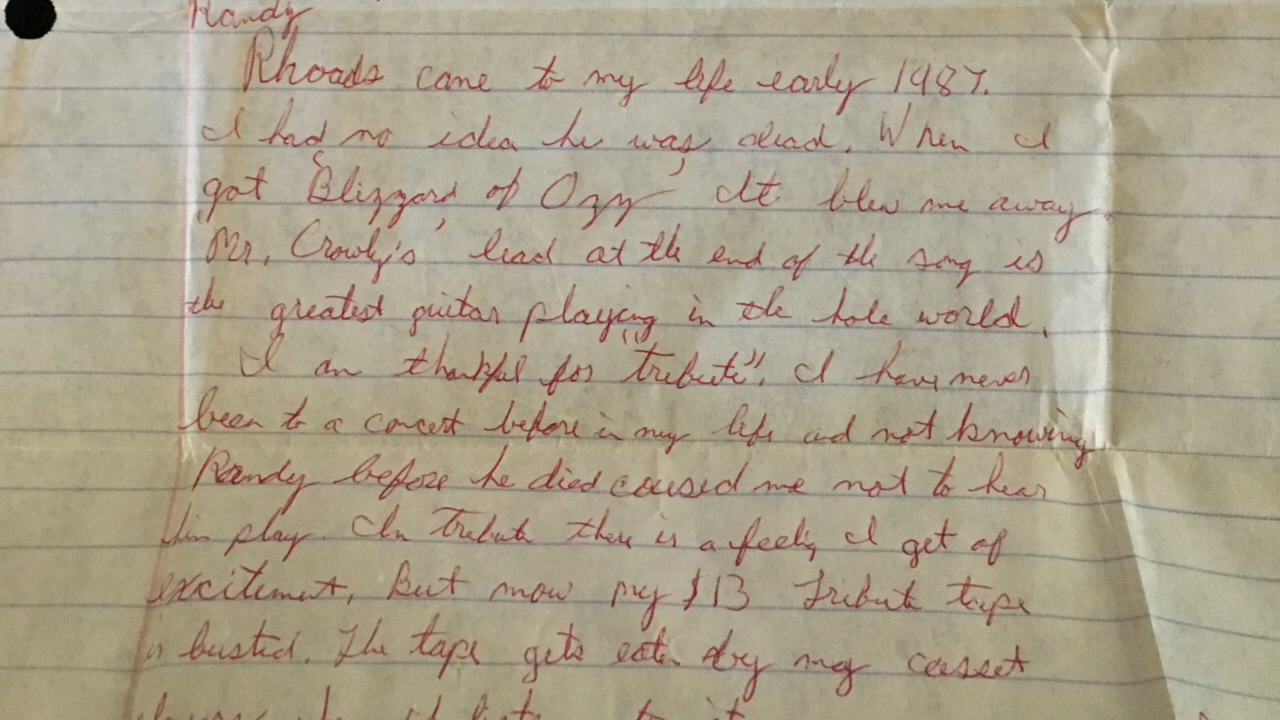 Randy
Rhoads came to my life early 1987.
I had no idea he was dead. When I
got 'Blizzard of Ozzy' It blew me away.
'Mr. Crowly's' lead at the end of the song is
the greatest guitar playing in the hole world.
I am thankful for "Tribute". I have never
been to a concert before in my life and not knowing
Randy before he died caused me not to hear
him play. In Tribute there is a feeling I get of
excitement. But now my $13 Tribute tape
is busted. The tape gets eaten by my cassect
it